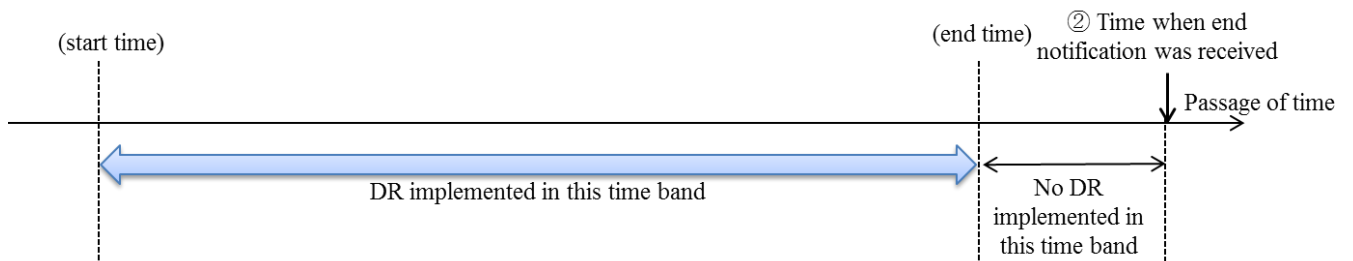 (start time)
(end time)
② Time when end
notification was received
Passage of time
DR implemented in this time band
No DR
implemented in
this time band